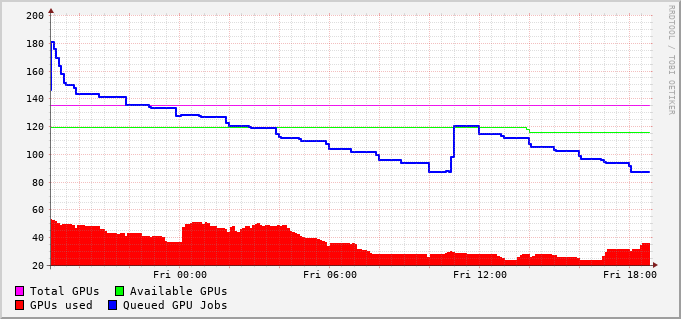 200
180
160
140
120
100
80
60
40
20
Fri 00:00 Fri 06:00 Fri 12:00 Fri 18:00
Total GPUs Available GPUs
GPUs used Queued GPU Jobs
RRDTOOL / TOBI OETIKER